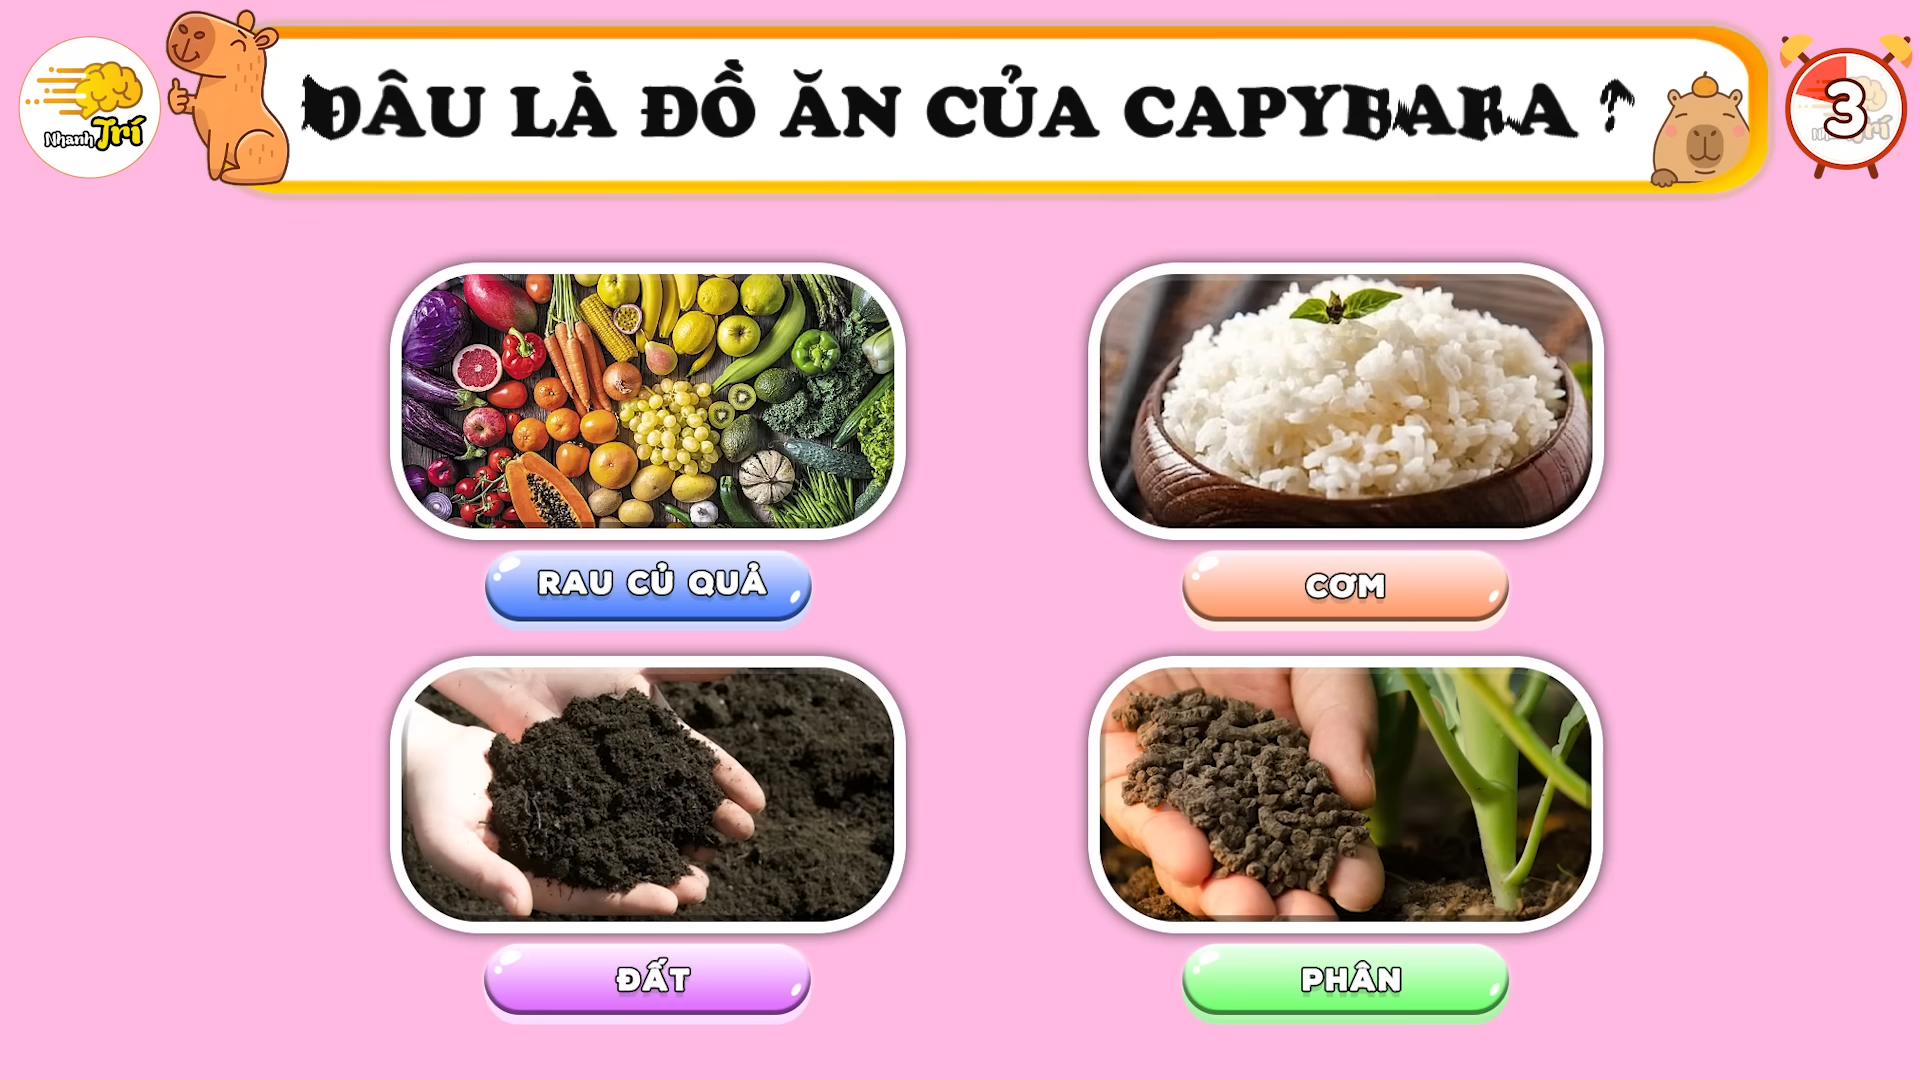 Nhanh Trí
ĐÂU LÀ ĐỒ ĂN CỦA CAPYBARA ?
3
RAU CỦ QUẢ
CƠM
ĐẤT
PHÂN